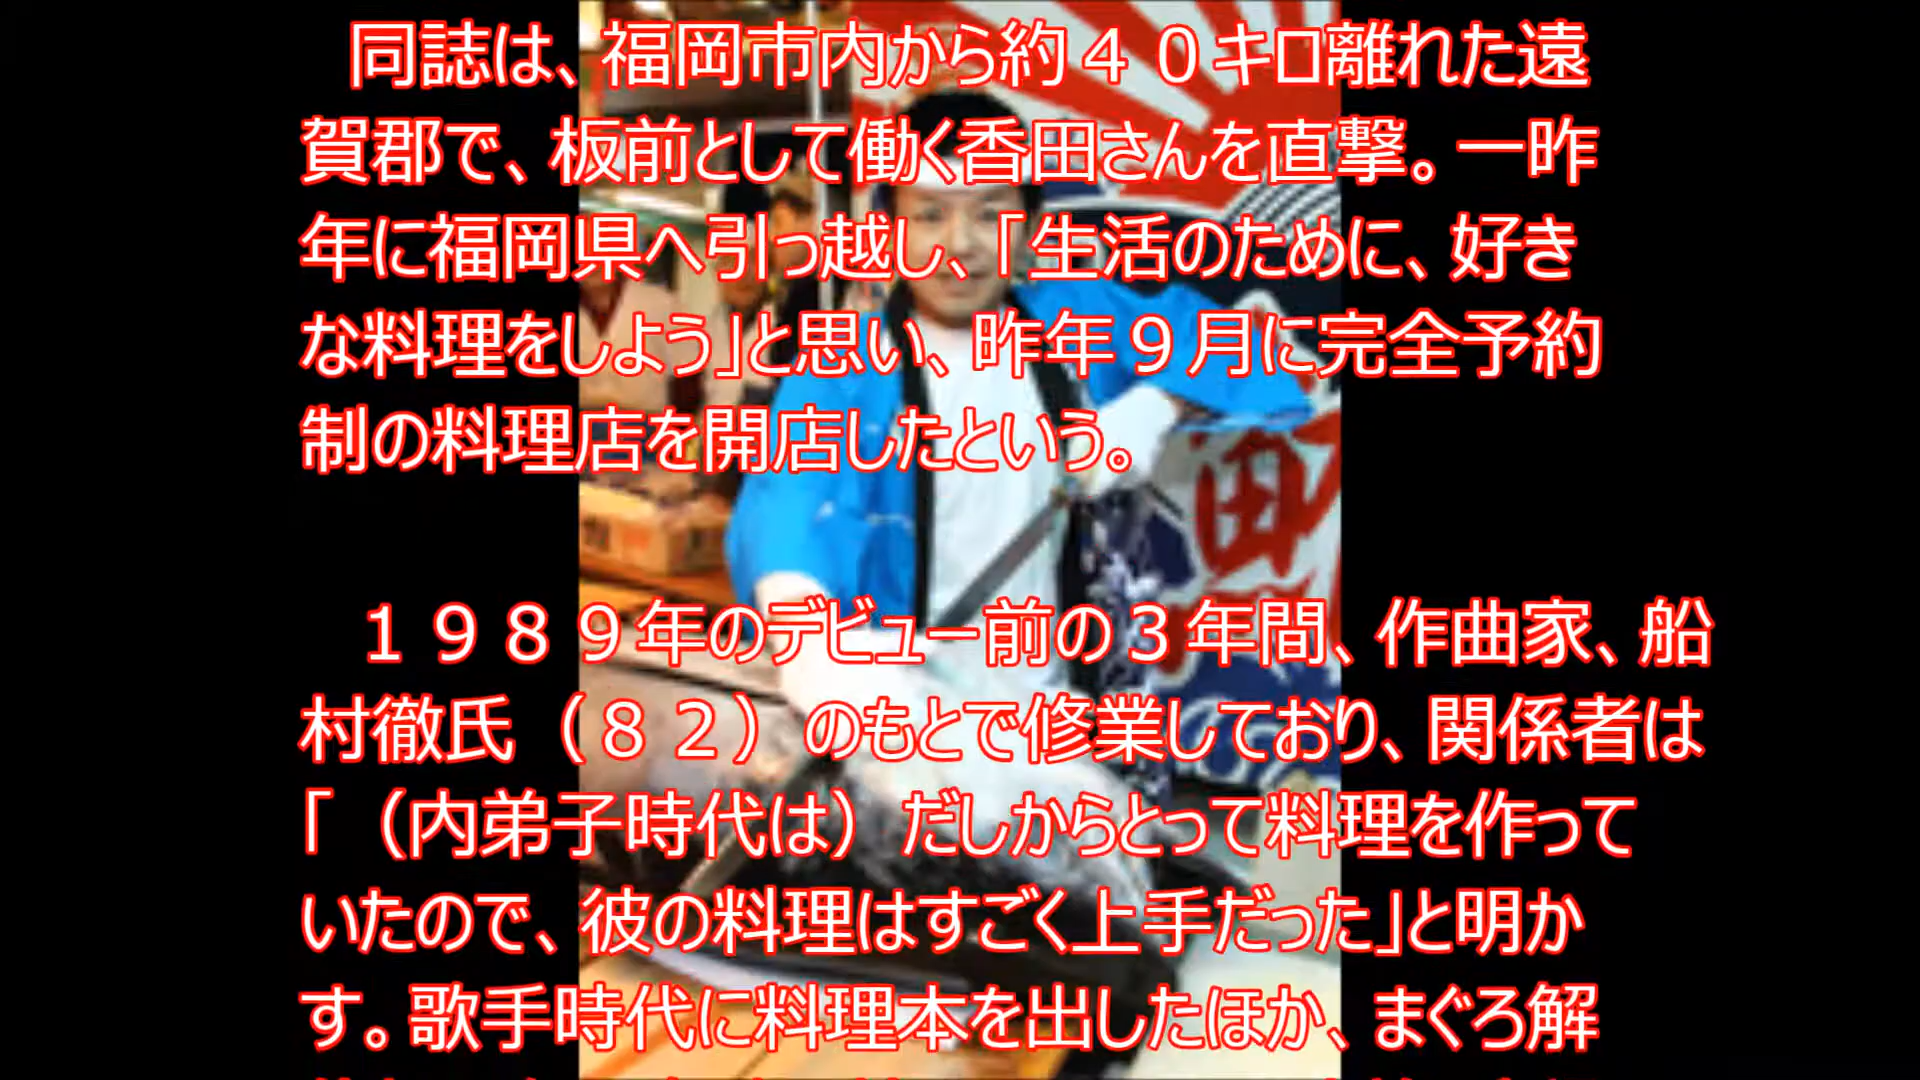 同誌は、福岡市内から約４０キロ離れた遠
賀郡で、板前として働く香田さんを直撃。一昨
年に福岡県へ引っ越し、「生活のために、好き
な料理をしよう」と思い、昨年９月に完全予約
制の料理店を開店したという。
１９８９年のデビュー前の３年間、作曲家、船
村徹氏（８２）のもとで修業しており、関係者は
「（内弟子時代は）だしからとって料理を作って
いたので、彼の料理はすごく上手だった」と明か
す。歌手時代に料理本を出したほか、まぐろ解